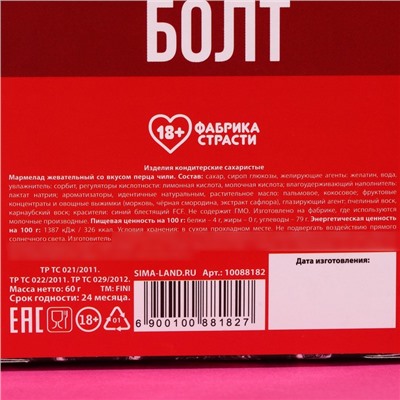 БОЛТ
18+
ФАБРИКА
СТРАСТИ
Изделия кондитерские сахаристые
Мармелад жевательный со вкусом перца чили. Состав: сахар, сироп глюкозы, желирующие агенты: желатин, вода,
увлажнитель: сорбит, регуляторы кислотности: лимонная кислота, молочная кислота; влагоудерживающий наполнитель:
лактат натрия; ароматизаторы, идентичные натуральным, растительное масло: пальмовое, кокосовое, фруктовые
концентраты и овощные выжимки (морковь, чёрная смородина, экстракт сафлора), глазирующий агент: пчелиный воск,
карнаубский воск; красители: синий блестящий FCF. Не содержит ГМО. Изготовлено на фабрике, где используются
молочные производные. Пищевая ценность на 100 г: белки – 4 г, жиры – 0 г, углеводы – 79 г. Энергетическая ценность
на 100 г: 1387 кДж / 326 ккал. Условия хранения: в сухом прохладном месте. Не подвергать воздействию прямого
солнечного света. Изготовитель
ТР ТС 021/2011.
ТР ТС 022/2011. ТР ТС 029/2012.
Масса нетто: 60 г ТМ: FINI
Срок годности: 24 месяца.
EAC 18+ 01
SIMA-LAND.RU Арт.: 10088182
6 900100 881827
Дата изготовления: